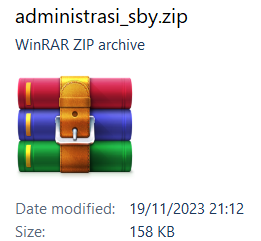 administrasi_sby.zip
WinRAR ZIP archive
Date modified: 19/11/2023 21:12
Size: 158 KB